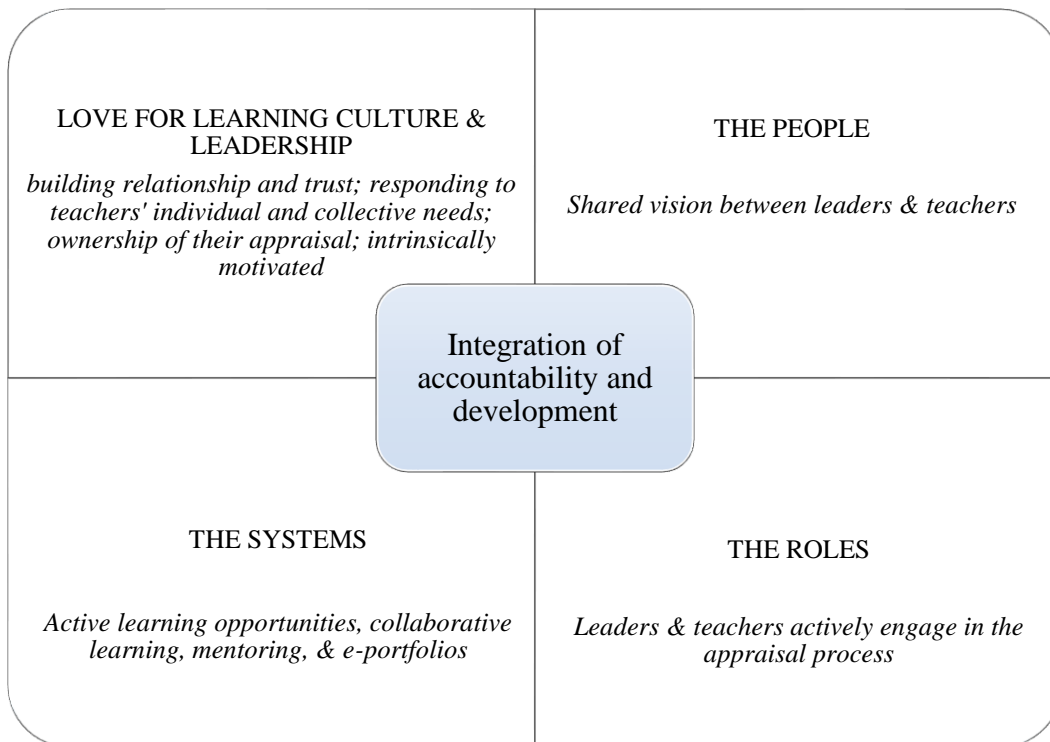 LOVE FOR LEARNING CULTURE &
LEADERSHIP
building relationship and trust; responding to
teachers' individual and collective needs;
ownership of their appraisal; intrinsically
motivated
THE PEOPLE
Shared vision between leaders & teachers
Integration of
accountability and
development
THE SYSTEMS
Active learning opportunities, collaborative
learning, mentoring, & e-portfolios
THE ROLES
Leaders & teachers actively engage in the
appraisal process